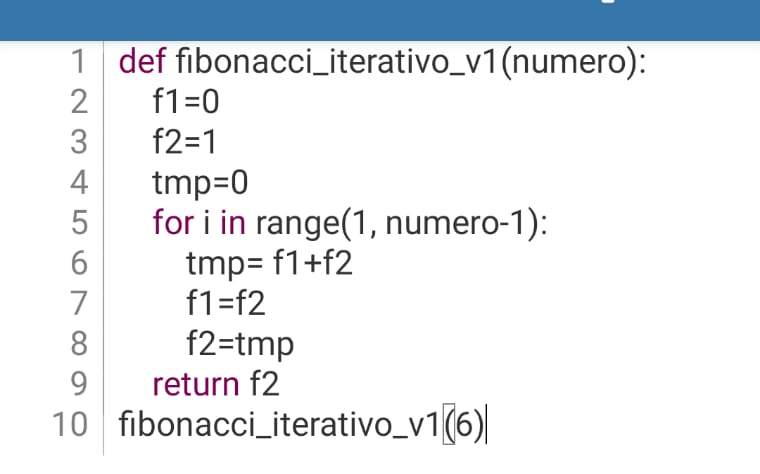 1 def fibonacci_iterativo_v1(numero):
2 f1=0
3 f2=1
4 tmp=0
5 for i in range(1, numero-1):
6 tmp= f1+f2
7 f1=f2
8 f2=tmp
9 return f2
10 fibonacci_iterativo_v1(6)